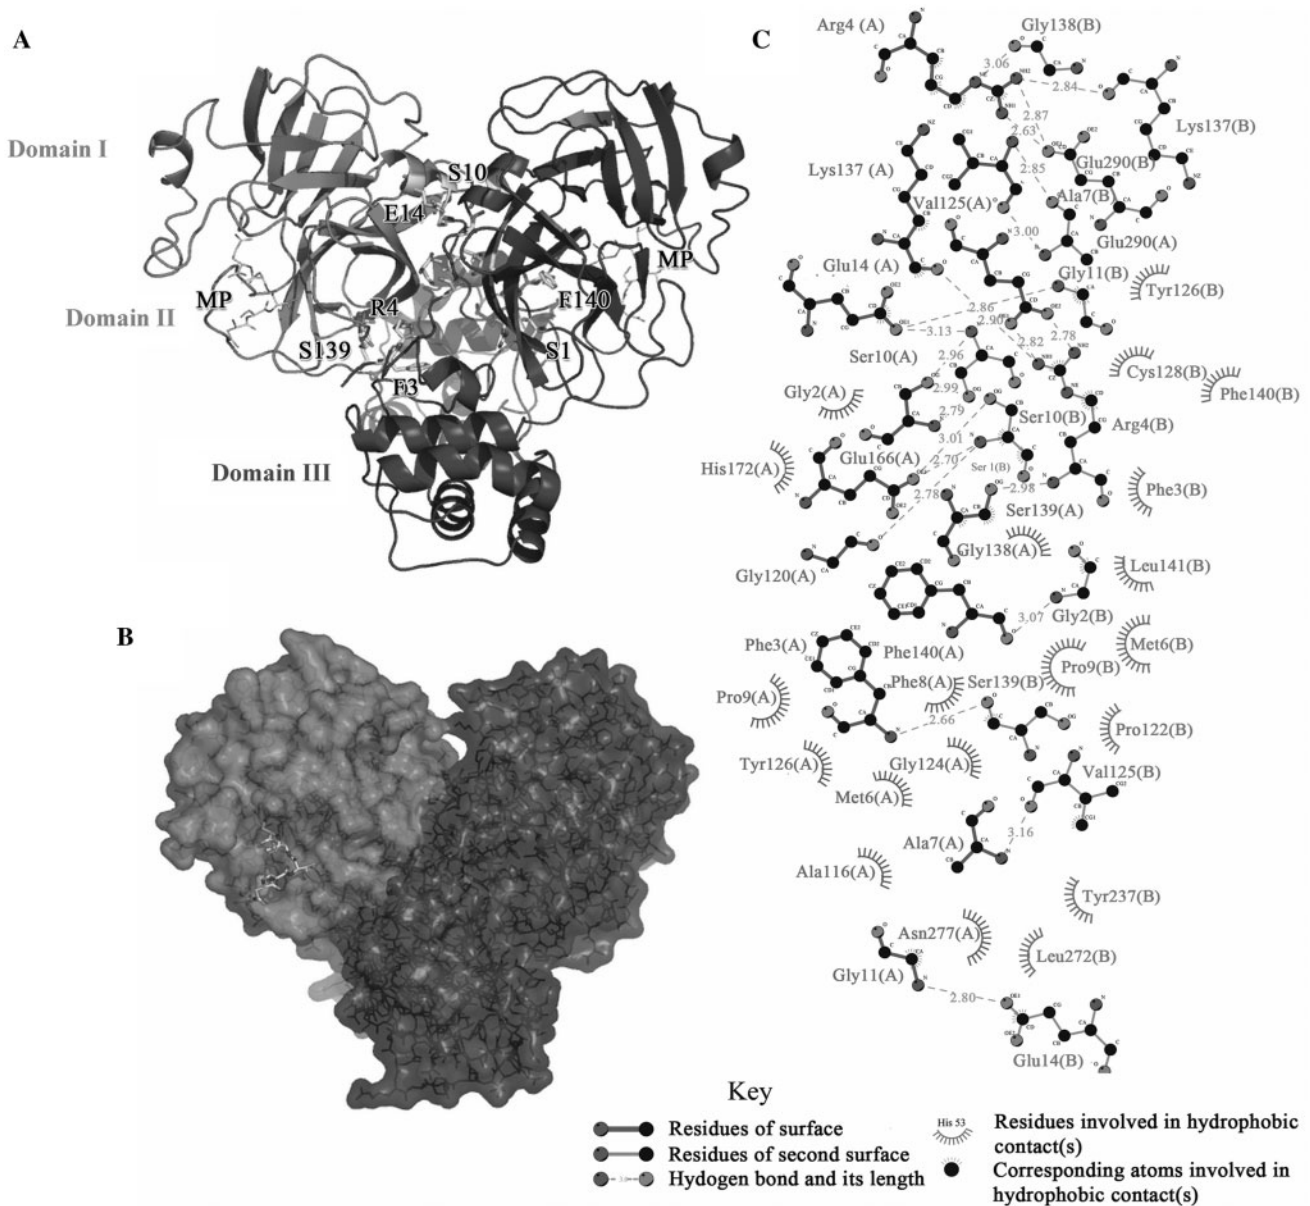 A
Domain I
Domain II
Domain III
S10
E14
MP
MP
R4
F140
S139
S1
F3
B
C
Arg4 (A)
Gly138(B)
3.06
2.84
2.87
2.63
Lys137(B)
Glu290(B)
2.85
Lys137 (A)
Ala7(B)
Val125(A)
Glu290(A)
3.00
Gly11(B)
Glu14 (A)
Tyr126(B)
2.86
2.90
3.13
2.78
2.82
Ser10(A)
2.96
Cys128(B)
Gly2(A)
2.99
Phe140(B)
2.79
Ser10(B)
Arg4(B)
3.01
Glu166(A)
2.70
His172(A)
Ser 1(B)
2.98
2.78
Phe3(B)
Ser139(A)
Gly138(A)
Gly120(A)
Leu141(B)
Gly2(B)
3.07
Met6(B)
Phe3(A)
Phe140(A)
Pro9(B)
Phe8(A)
Ser139(B)
Pro9(A)
2.66
Pro122(B)
Tyr126(A)
Gly124(A)
Val125(B)
Met6(A)
Ala7(A)
3.16
Ala116(A)
Tyr237(B)
Asn277(A)
Leu272(B)
Gly11(A)
2.80
Glu14(B)
Key
Residues of surface
Residues of second surface
Hydogen bond and its length
His 53
Residues involved in hydrophobic
contact(s)
Corresponding atoms involved in
hydrophobic contact(s)